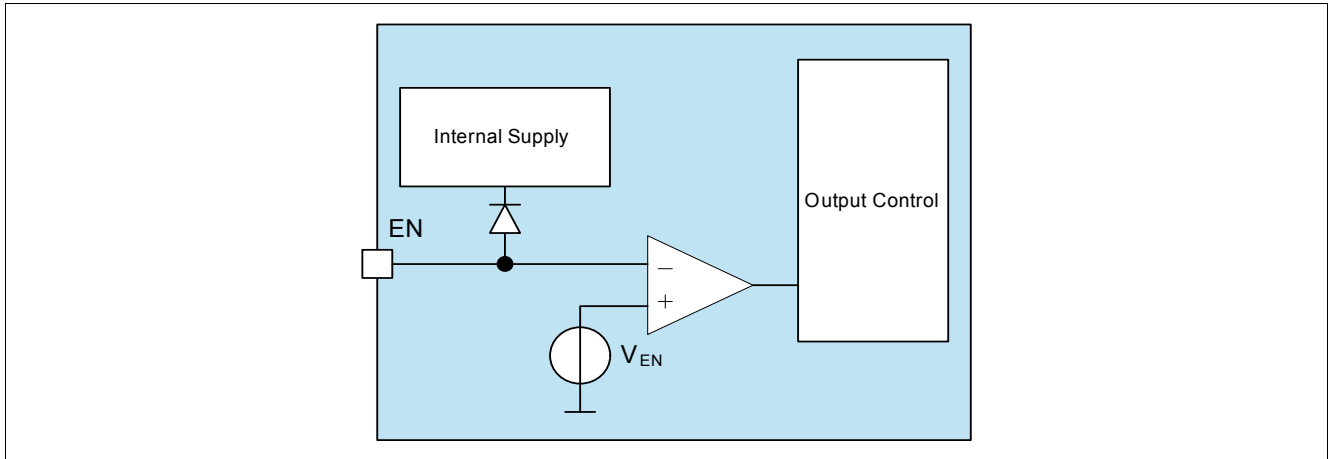 Internal Supply
Output Control
EN
−
+
V_EN